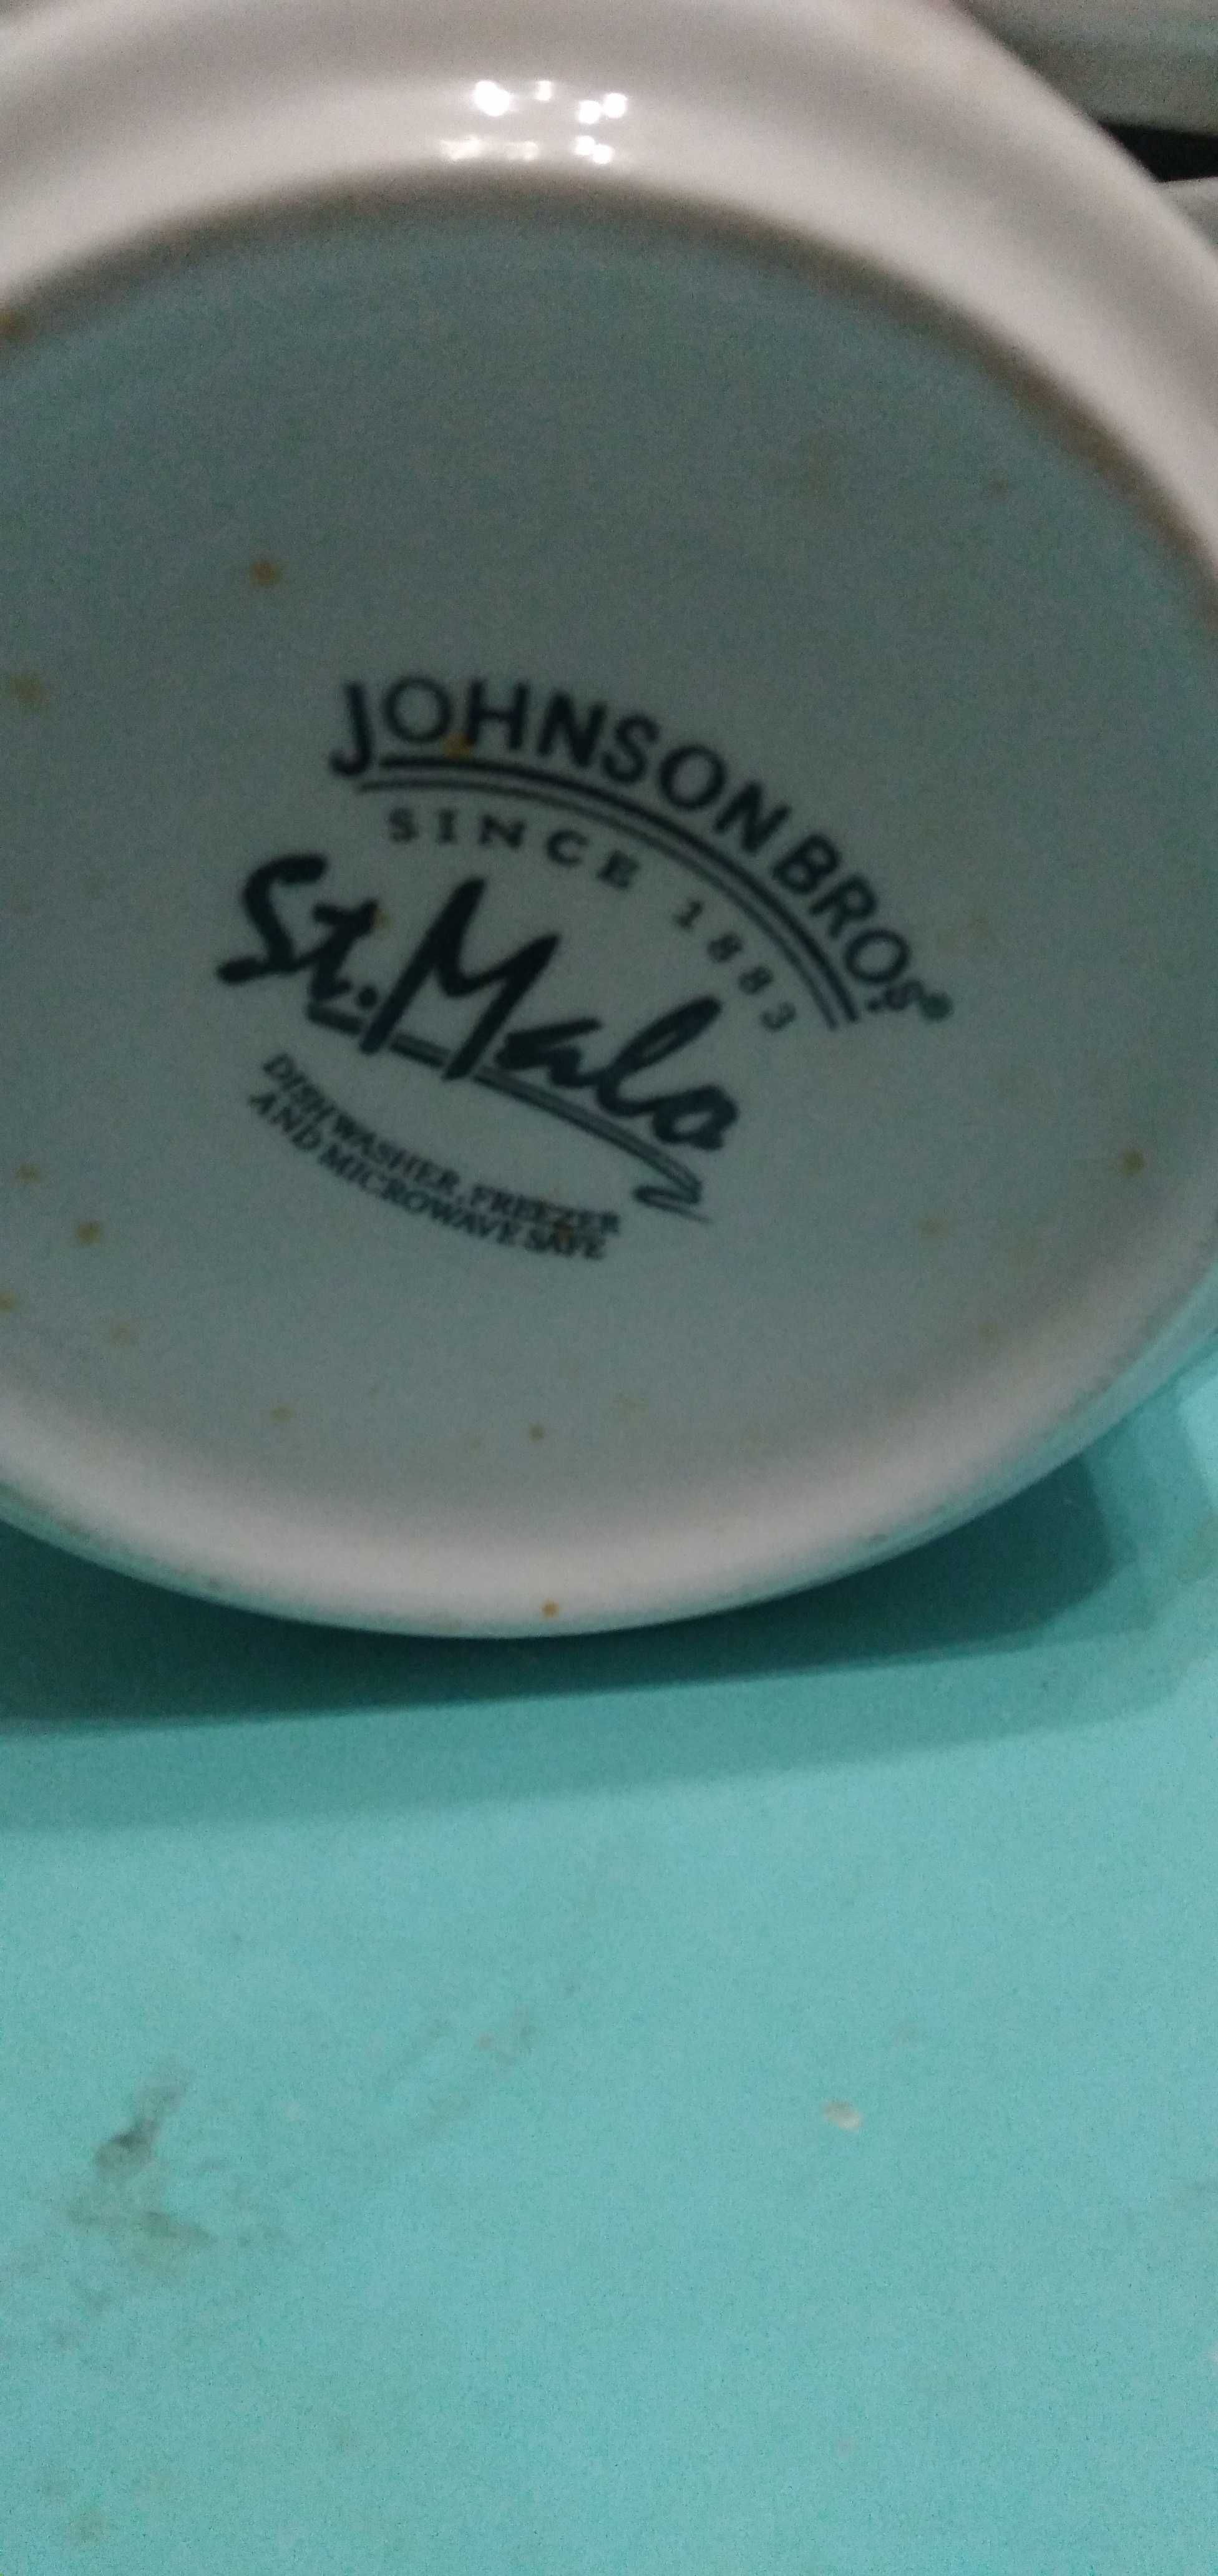 JOHNSON BROS®
SINCE 1883
St. Malo
DISHWASHER, FREEZER
AND MICROWAVE SAFE